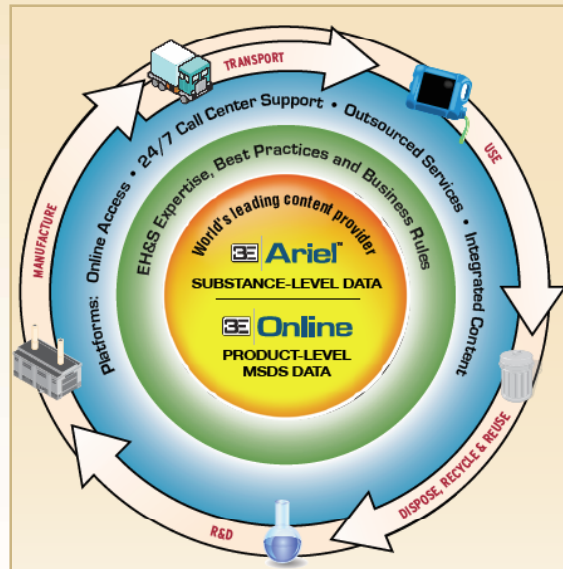 TRANSPORT
USE
DISPOSE, RECYCLE & REUSE
R&D
MANUFACTURE
Platforms: Online Access • 24/7 Call Center Support • Outsourced Services • Integrated Content
EH&S Expertise, Best Practices and Business Rules
World's leading content provider
3E Ariel™
SUBSTANCE-LEVEL DATA
3E Online
PRODUCT-LEVEL
MSDS DATA